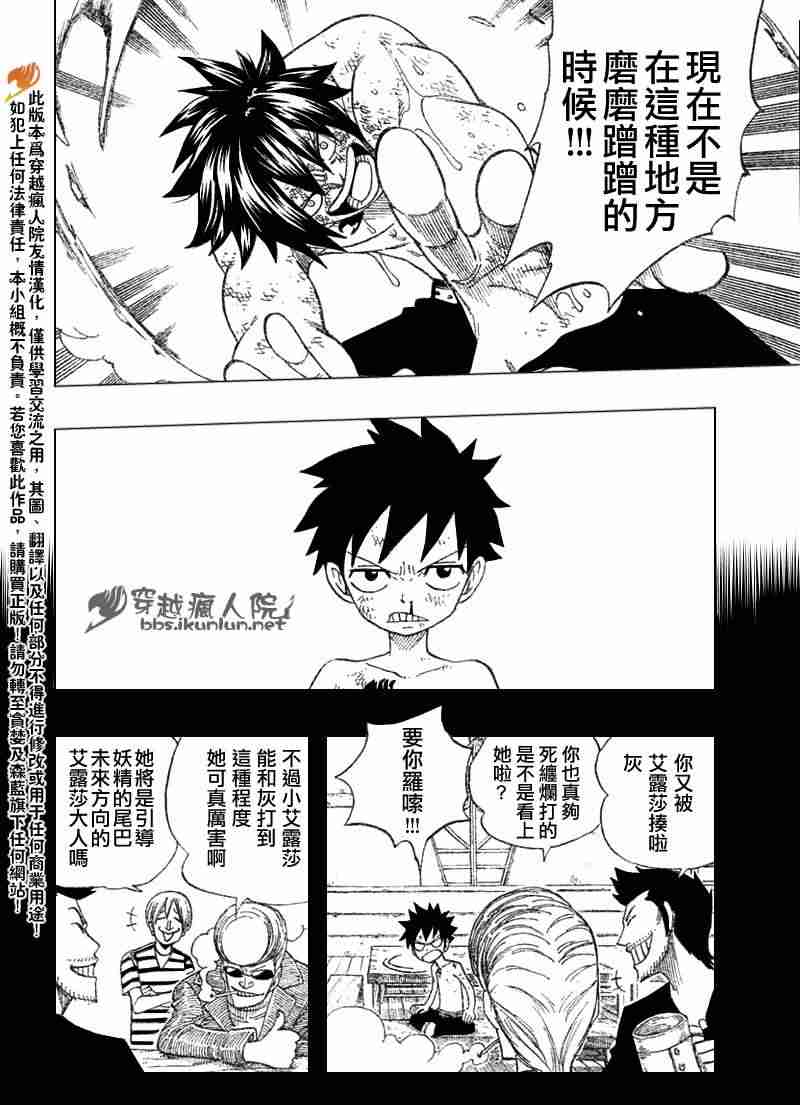 現在不是
在這種地方
磨磨蹭蹭的
時候!!!
穿越瘋人院
bbs.ikunlun.net
你又被
艾露莎揍啦
灰
你也真夠
死纏爛打的
是不是看上
她啦?
要你羅嗦!!!
不過小艾露莎
能和灰打到
這種程度
她可真厲害啊
她將是引導
妖精的尾巴
未來方向的
艾露莎大人嗎
此版本爲穿越瘋人院友情漢化,僅供學習交流之用,其圖、翻譯以及任何部分不得進行修改或用于任何商業用途!
如犯上任何法律責任,本小組概不負責。若您喜歡此作品,請購買正版!請勿轉至貪婪及森藍旗下任何網站!